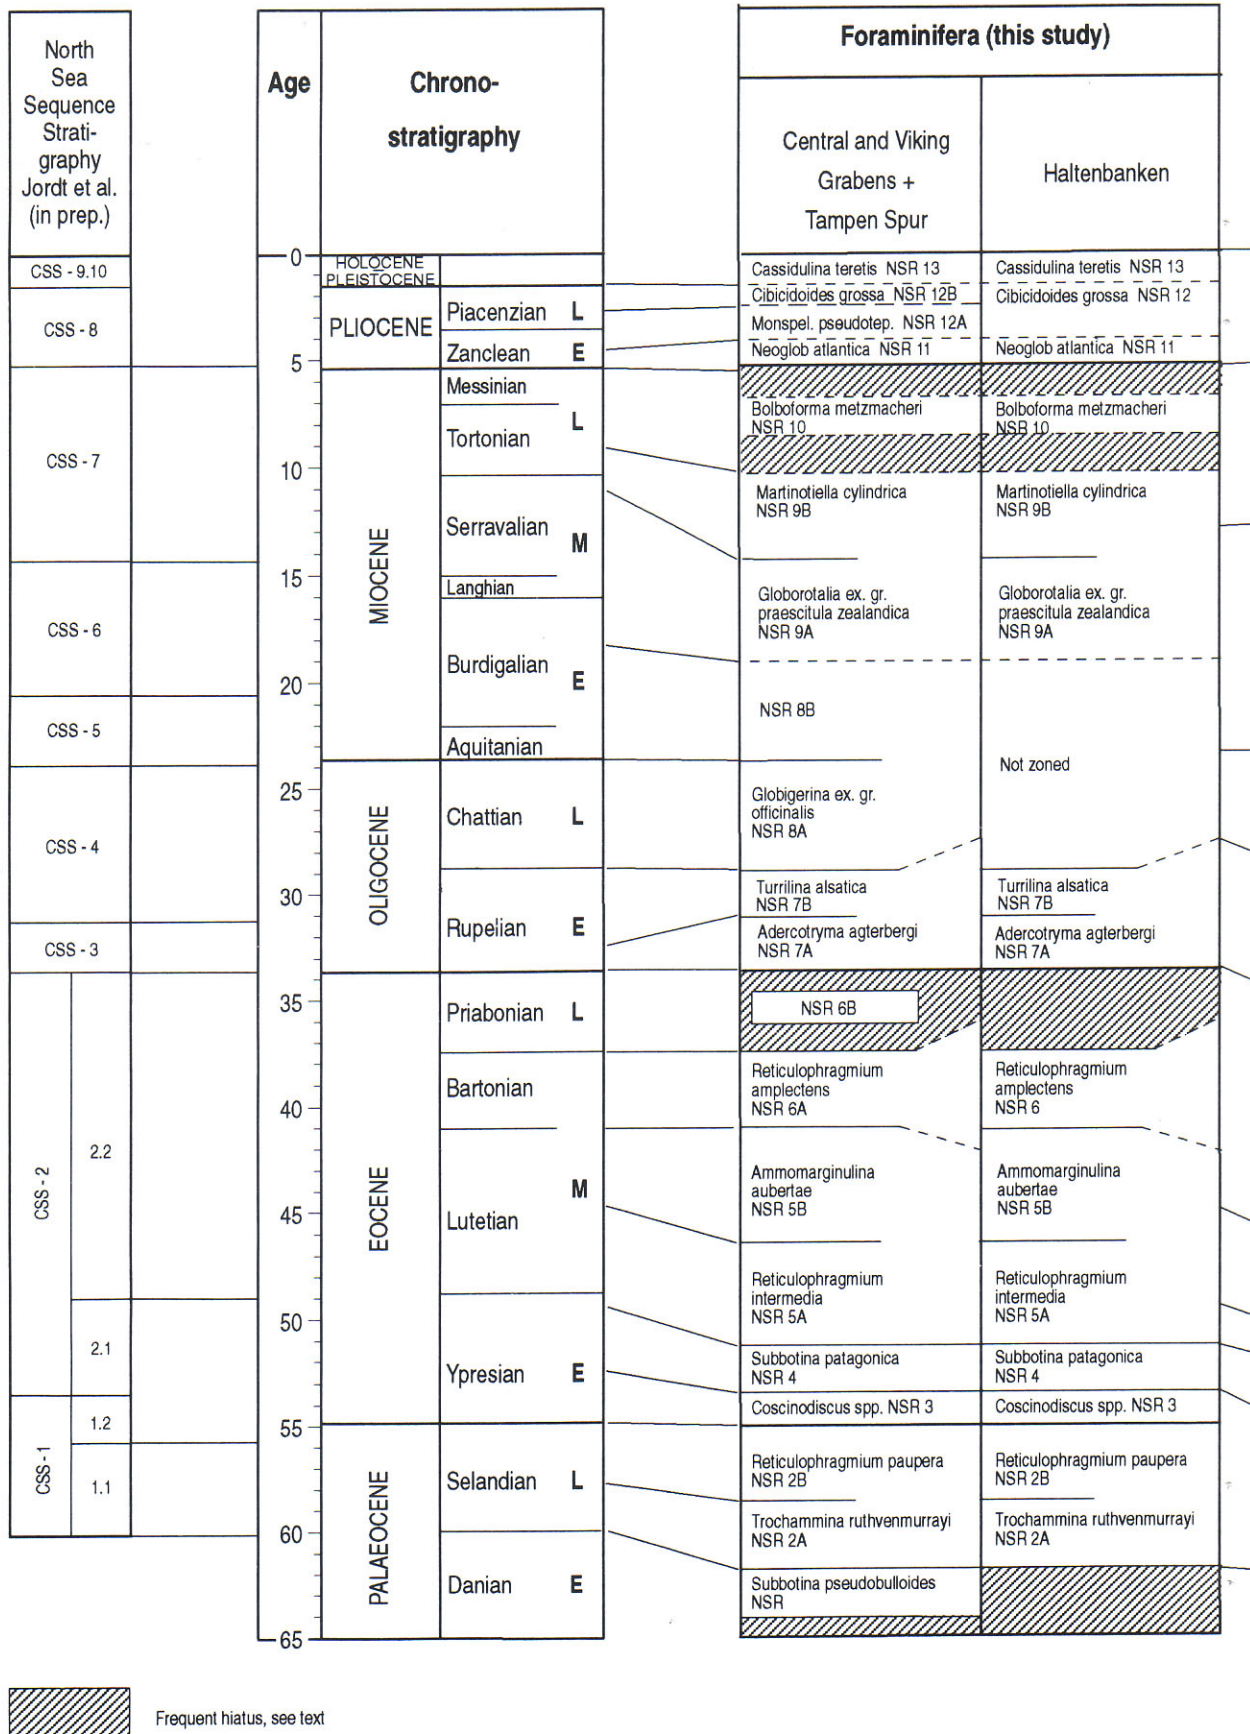 North
Sea
Sequence
Strati-
graphy
Jordt et al.
(in prep.)
CSS - 9.10
CSS - 8
CSS - 7
CSS - 6
CSS - 5
CSS - 4
CSS - 3
CSS - 2
2.2
2.1
CSS - 1
1.2
1.1
Age
0
5
10
15
20
25
30
35
40
45
50
55
60
65
Chrono-
stratigraphy
HOLOCENE
PLEISTOCENE
PLIOCENE
Piacenzian L
Zanclean E
MIOCENE
Messinian
L
Tortonian
Serravalian
M
Langhian
Burdigalian
E
Aquitanian
OLIGOCENE
Chattian L
Rupelian E
EOCENE
Priabonian L
Bartonian
M
Lutetian
Ypresian E
PALAEOCENE
Selandian L
Danian E
Foraminifera (this study)
Central and Viking
Grabens +
Tampen Spur
Cassidulina teretis NSR 13
Cibicidoides grossa NSR 12B
Monspel. pseudotep. NSR 12A
Neoglob atlantica NSR 11
Bolboforma metzmacheri
NSR 10
Martinotiella cylindrica
NSR 9B
Globorotalia ex. gr.
praescitula zealandica
NSR 9A
NSR 8B
Globigerina ex. gr.
officinalis
NSR 8A
Turrilina alsatica
NSR 7B
Adercotryma agterbergi
NSR 7A
NSR 6B
Reticulophragmium
amplectens
NSR 6A
Ammomarginulina
aubertae
NSR 5B
Reticulophragmium
intermedia
NSR 5A
Subbotina patagonica
NSR 4
Coscinodiscus spp. NSR 3
Reticulophragmium paupera
NSR 2B
Trochammina ruthvenmurrayi
NSR 2A
Subbotina pseudobulloides
NSR
Haltenbanken
Cassidulina teretis NSR 13
Cibicidoides grossa NSR 12
Neoglob atlantica NSR 11
Bolboforma metzmacheri
NSR 10
Martinotiella cylindrica
NSR 9B
Globorotalia ex. gr.
praescitula zealandica
NSR 9A
Not zoned
Turrilina alsatica
NSR 7B
Adercotryma agterbergi
NSR 7A
Reticulophragmium
amplectens
NSR 6
Ammomarginulina
aubertae
NSR 5B
Reticulophragmium
intermedia
NSR 5A
Subbotina patagonica
NSR 4
Coscinodiscus spp. NSR 3
Reticulophragmium paupera
NSR 2B
Trochammina ruthvenmurrayi
NSR 2A
Frequent hiatus, see text